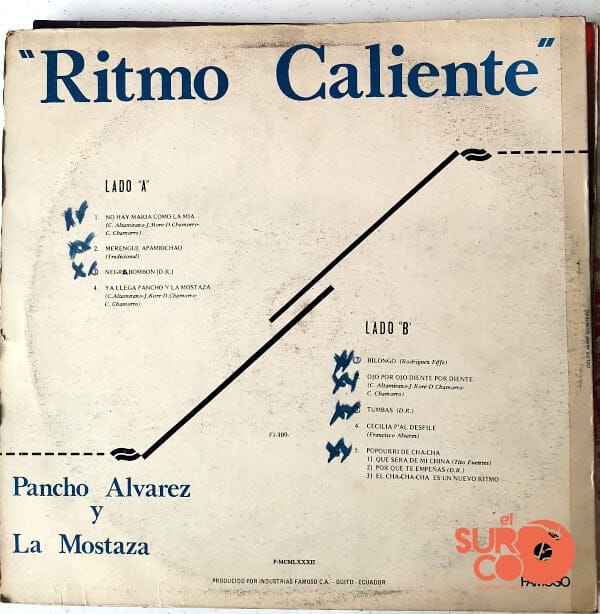 "Ritmo Caliente"
LADO "A"
1. NO HAY MARIA COMO LA MIA
(C. Altamirano-J.More-D.Chamorro-
C. Chamorro)
2. MERENGUE APAMBICHAO
(Tradicional)
3 NEGRA BOMBON (D.R.)
4. YA LLEGA PANCHO Y LA MOSTAZA
(C.Altamirano-J.Kore-D.Chamorro-
C. Chamorro)
LADO "B"
1 BILONGO (Rodriguez Fiffe)
OJO POR OJO DIENTE POR DIENTE
(C. Altamirano-J.Kore-D.Chamorro-
C. Chamorro)
3 TUMBAS (D.R.)
4. CECILIA P'AL DESFILE
(Francisco Alvarez)
5. POPOURRI DE CHA-CHA
1) QUE SERA DE MI CHINA (Tito Fuentes)
2) POR QUE TE EMPEÑAS (D.R.)
3) EL CHA-CHA-CHA ES UN NUEVO RITMO
F1-109-
Pancho Alvarez
y
La Mostaza
el
SUR
CO
FAMOSO
P-MCMLXXXII
PRODUCIDO POR INDUSTRIAS FAMOSO C.A. - QUITO - ECUADOR